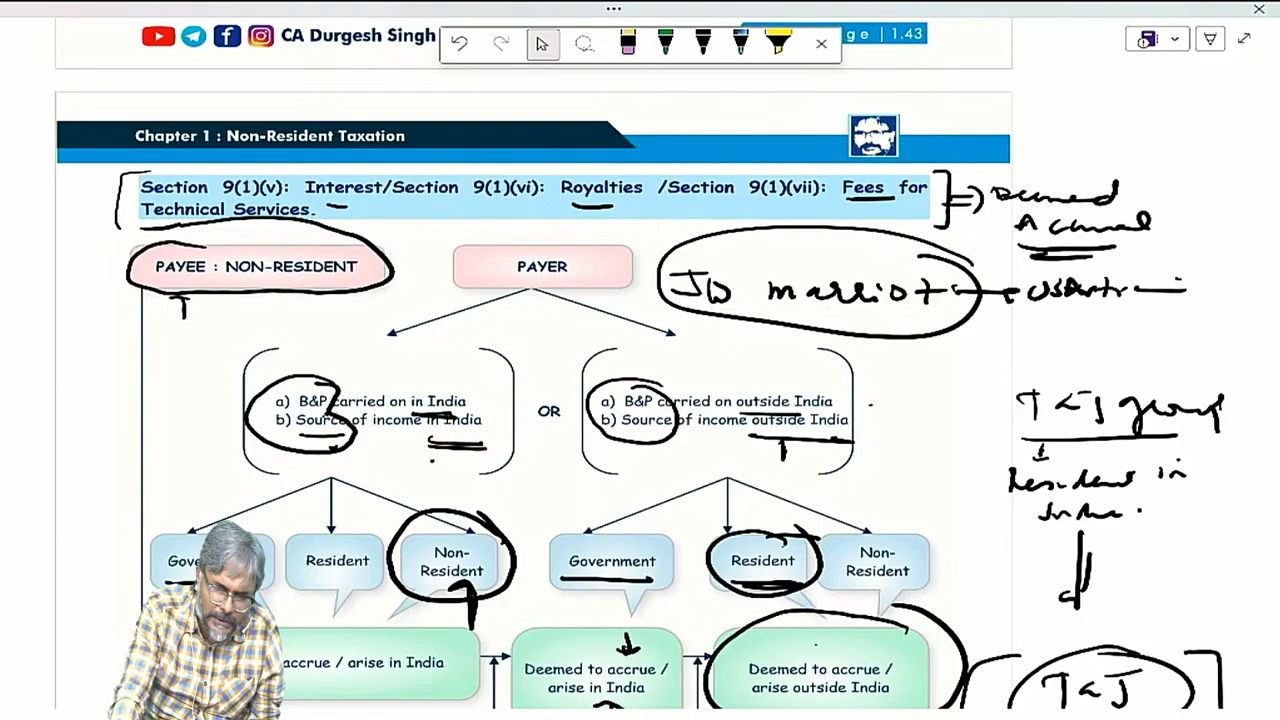 CA Durgesh Singh
g e | 1.43
Chapter 1 : Non-Resident Taxation
Section 9(1)(v): Interest/Section 9(1)(vi): Royalties /Section 9(1)(vii): Fees for
Technical Services.
Deemed
Accrual
PAYEE : NON-RESIDENT
PAYER
JW marriot
a) B&P carried on in India
b) Source of income in India
OR
a) B&P carried on outside India
b) Source of income outside India
T & J group
Resident in
India.
Gove
Resident
Non-
Resident
Government
Resident
Non-
Resident
accrue / arise in India
Deemed to accrue /
arise in India
Deemed to accrue /
arise outside India
T & J